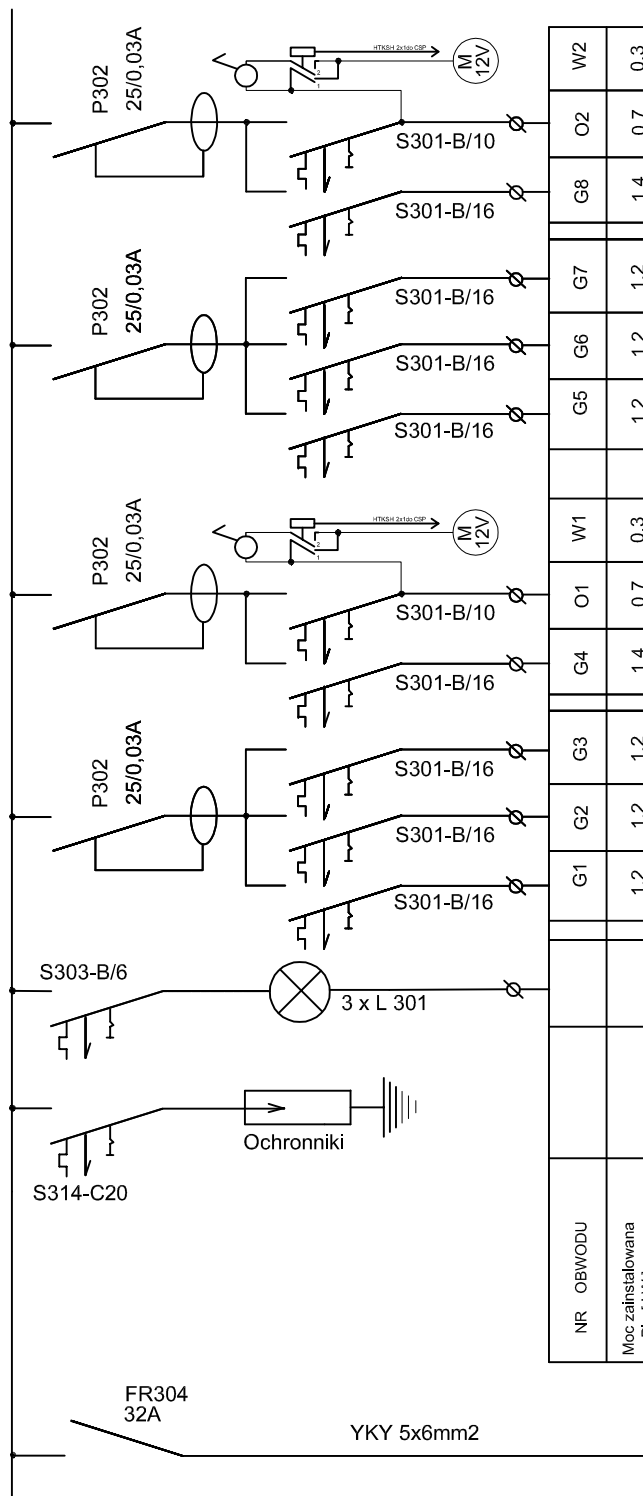 P302
25/0,03A
HTKSH 2x1do CSP
2
1
M
12V
S301-B/10
S301-B/16
P302
25/0,03A
S301-B/16
S301-B/16
S301-B/16
P302
25/0,03A
HTKSH 2x1do CSP
2
1
M
12V
S301-B/10
S301-B/16
P302
25/0,03A
S301-B/16
S301-B/16
S301-B/16
S303-B/6
3 x L 301
Ochronniki
S314-C20
FR304
32A
YKY 5x6mm2
NR OBWODU G1 G2 G3 G4 O1 W1 G5 G6 G7 G8 O2 W2
Moc zainstalowana 1.2 1.2 1.2 1.4 0.7 0.3 1.2 1.2 1.2 1.4 0.7 0.3